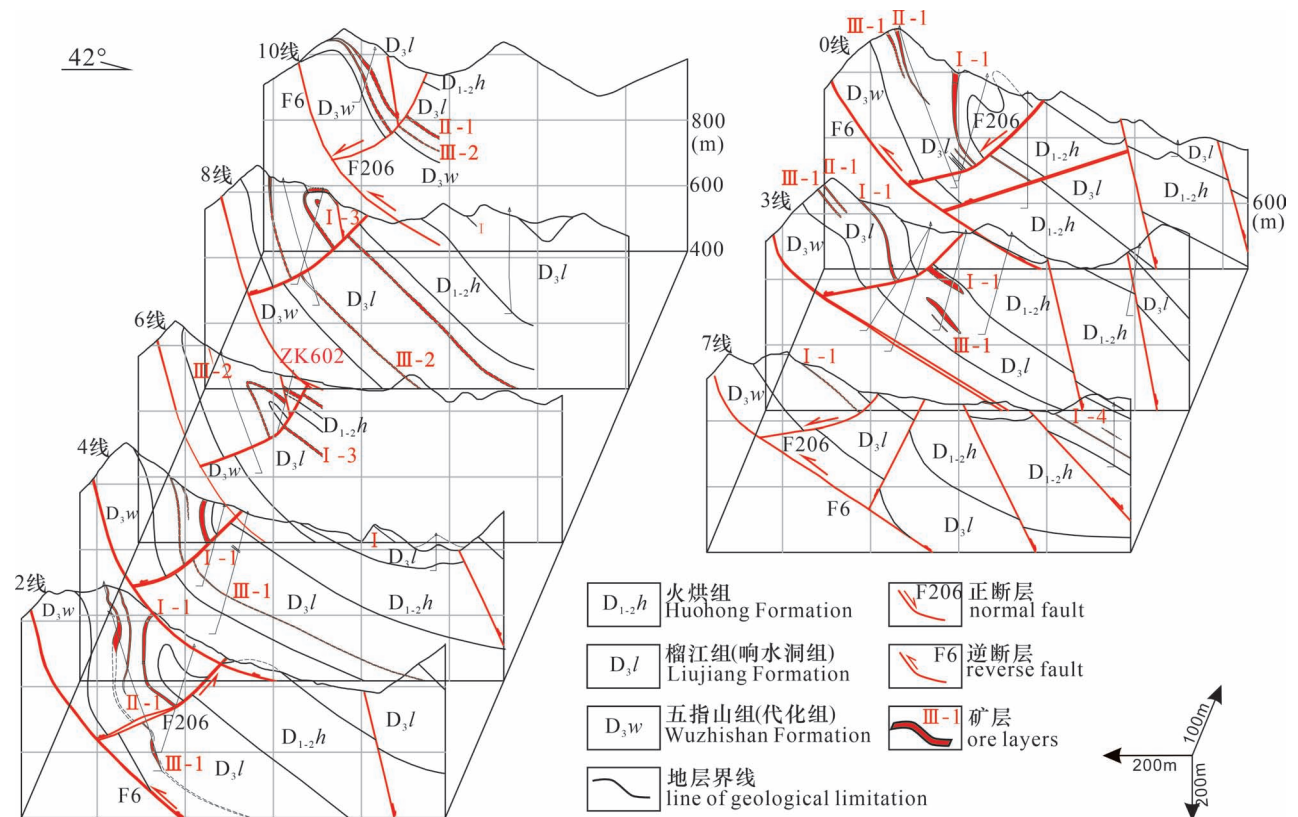 42°
10线
D₃l
D₁₋₂h
F6
D₃w
D₃l
II-1
III-2
F206
D₃w
800
(m)
600
400
8线
I-3
I
D₃l
D₃w
D₃l
D₁₋₂h
III-2
6线
III-2
ZK602
D₁₋₂h
I-3
D₃w
D₃l
4线
D₃w
I-1
III-1
D₃l
D₁₋₂h
I
D₃l
2线
D₃w
I-1
II-1
F206
III-1
D₃l
D₁₋₂h
D₃l
F6
0线
III-1
II-1
I-1
D₃w
F6
D₃l
F206
D₁₋₂h
D₃l
D₁₋₂h
D₁₋₂h
D₃l
600
(m)
3线
III-1
II-1
I-1
D₃w
D₃l
I-1
III-1
D₁₋₂h
D₃l
D₁₋₂h
D₃l
7线
I-1
D₃w
F206
F6
D₃l
D₁₋₂h
D₃l
D₁₋₂h
I-4
D₁₋₂h
火烘组
Huohong Formation
D₃l
榴江组(响水洞组)
Liujiang Formation
D₃w
五指山组(代化组)
Wuzhishan Formation
地层界线
line of geological limitation
F206
正断层
normal fault
F6
逆断层
reverse fault
III-1
矿层
ore layers
100m
200m
200m